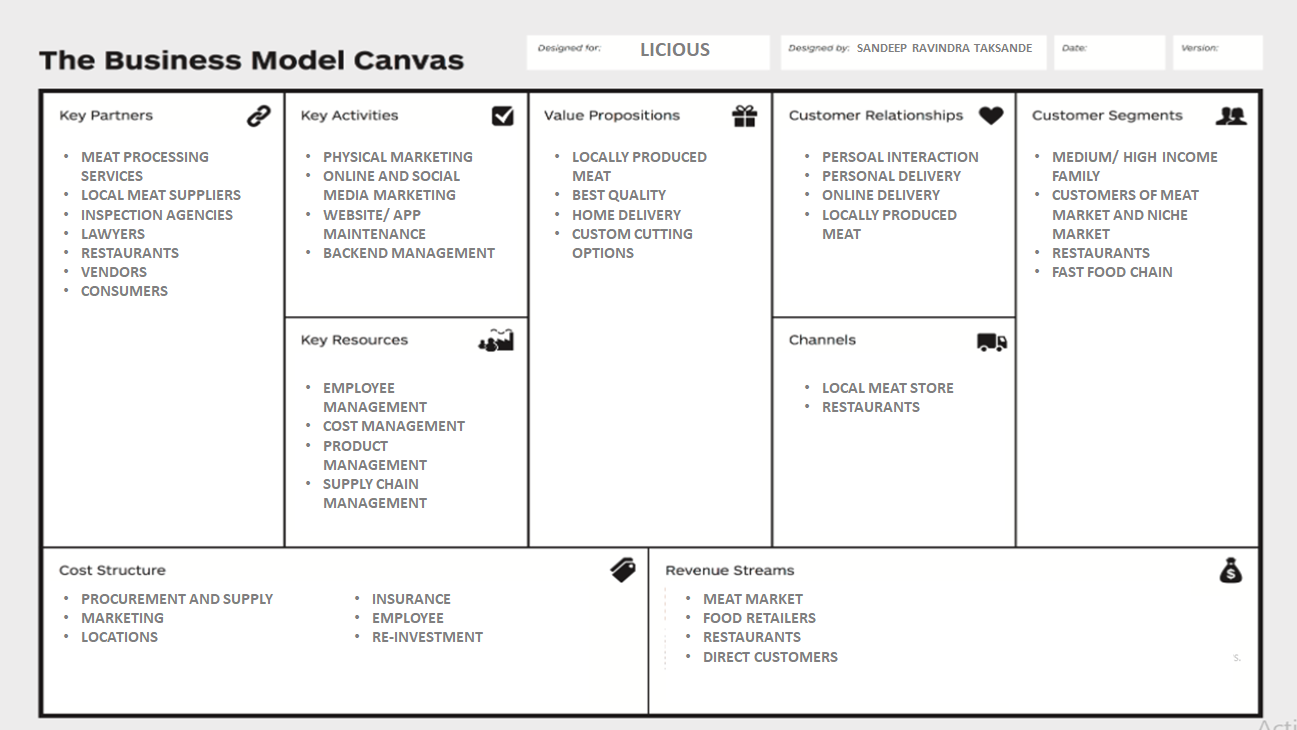 The Business Model Canvas
Designed for: LICIOUS
Designed by: SANDEEP RAVINDRA TAKSANDE
Date:
Version:
Key Partners
• MEAT PROCESSING
SERVICES
• LOCAL MEAT SUPPLIERS
• INSPECTION AGENCIES
• LAWYERS
• RESTAURANTS
• VENDORS
• CONSUMERS
Key Activities
• PHYSICAL MARKETING
• ONLINE AND SOCIAL
MEDIA MARKETING
• WEBSITE/ APP
MAINTENANCE
• BACKEND MANAGEMENT
Key Resources
• EMPLOYEE
MANAGEMENT
• COST MANAGEMENT
• PRODUCT
MANAGEMENT
• SUPPLY CHAIN
MANAGEMENT
Value Propositions
• LOCALLY PRODUCED
MEAT
• BEST QUALITY
• HOME DELIVERY
• CUSTOM CUTTING
OPTIONS
Customer Relationships
• PERSOAL INTERACTION
• PERSONAL DELIVERY
• ONLINE DELIVERY
• LOCALLY PRODUCED
MEAT
Channels
• LOCAL MEAT STORE
• RESTAURANTS
Customer Segments
• MEDIUM/ HIGH INCOME
FAMILY
• CUSTOMERS OF MEAT
MARKET AND NICHE
MARKET
• RESTAURANTS
• FAST FOOD CHAIN
Cost Structure
• PROCUREMENT AND SUPPLY
• MARKETING
• LOCATIONS
• INSURANCE
• EMPLOYEE
• RE-INVESTMENT
Revenue Streams
$
• MEAT MARKET
• FOOD RETAILERS
• RESTAURANTS
• DIRECT CUSTOMERS
s.